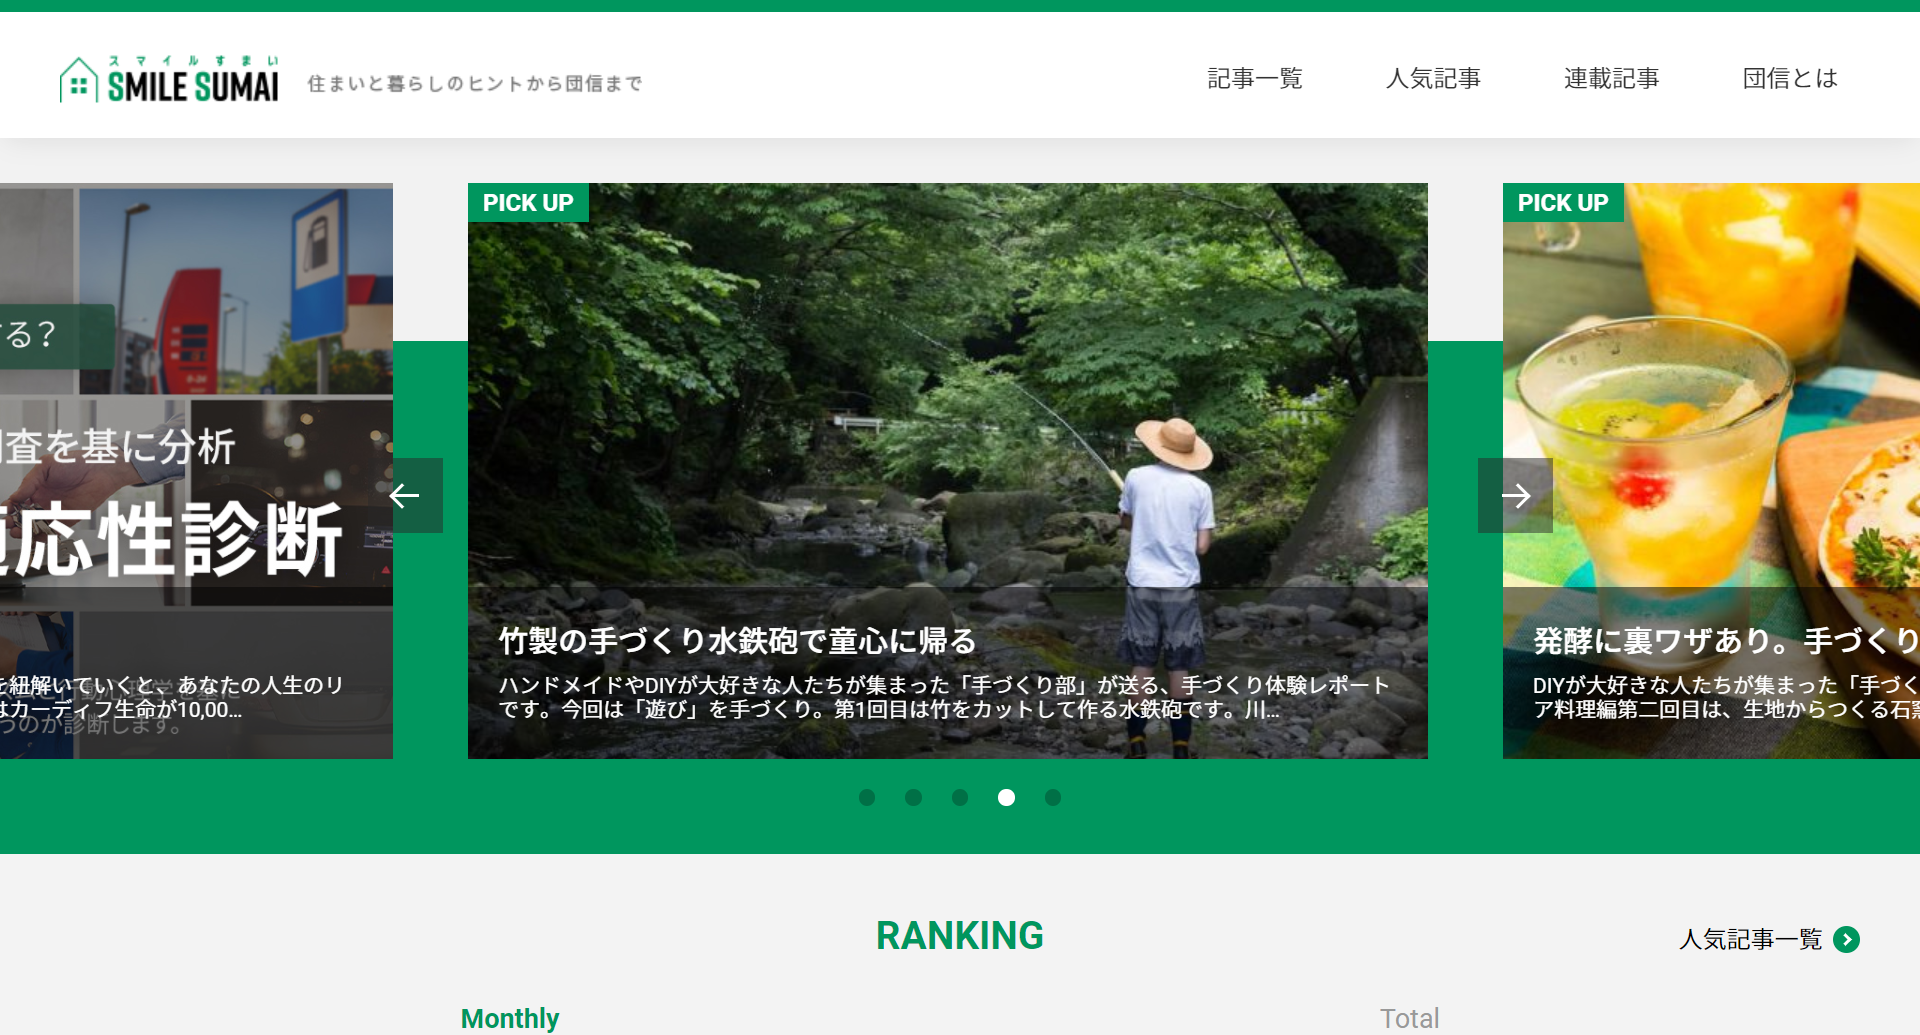 スマイルすまい
SMILE SUMAI
住まいと暮らしのヒントから団信まで
記事一覧
人気記事
連載記事
団信とは
する?
査を基に分析
適応性診断
を紐解いていくと、あなたの人生のリ
はカーディフ生命が10,00...
うのか診断します。
PICK UP
竹製の手づくり水鉄砲で童心に帰る
ハンドメイドやDIYが大好きな人たちが集まった「手づくり部」が送る、手づくり体験レポート
です。今回は「遊び」を手づくり。第1回目は竹をカットして作る水鉄砲です。川...
PICK UP
発酵に裏ワザあり。手づくり
DIYが大好きな人たちが集まった「手づく
ア料理編第二回目は、生地からつくる石窯
RANKING
人気記事一覧
Monthly
Total